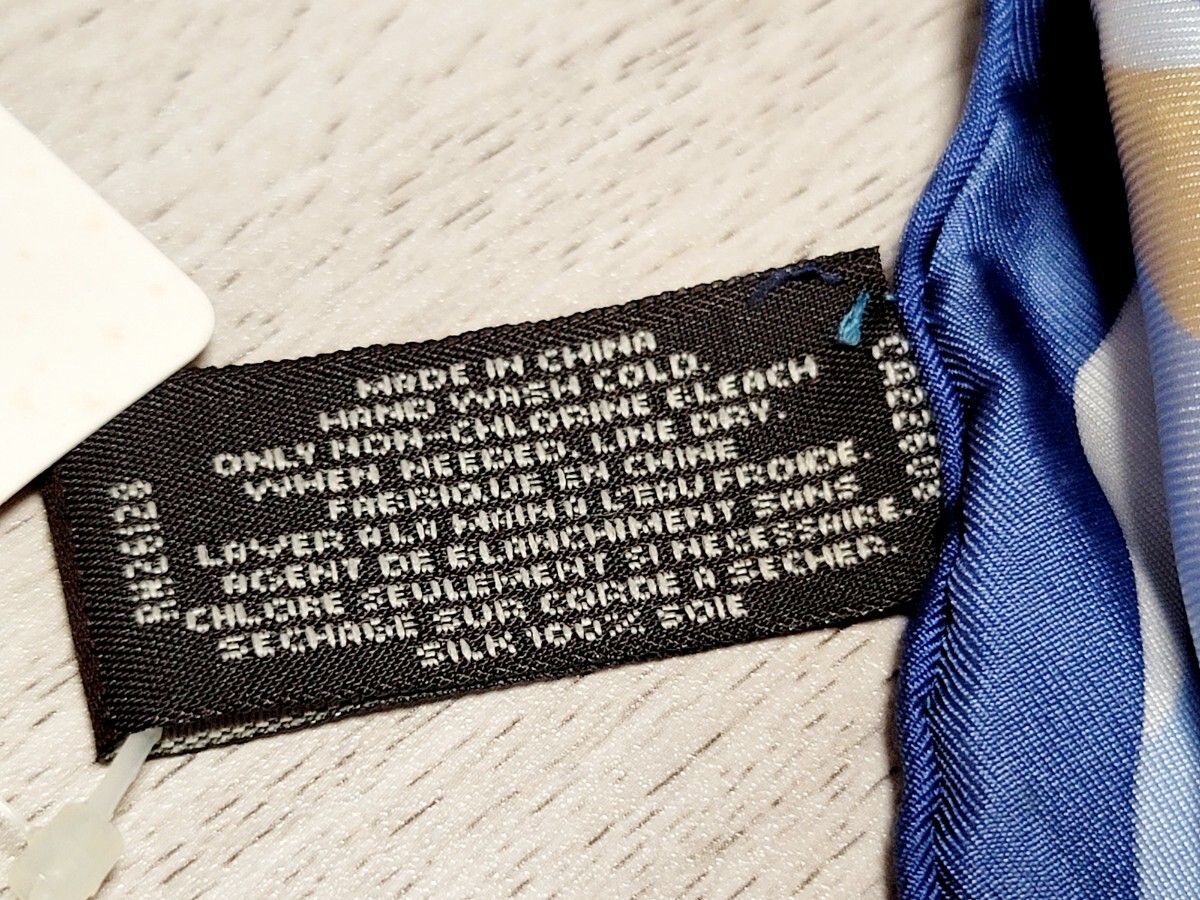 MADE IN CHINA
HAND WASH COLD.
ONLY NON-CHLORINE BLEACH
WHEN NEEDED. LINE DRY.
FABRIQUE EN CHINE
LAVER A LA MAIN A L'EAU FROIDE.
AGENT DE BLANCHIMENT SANS
CHLORE SEULEMENT SI NECESSAIRE.
SECHAGE SUR CORDE A SECHER.
SILK 100% SOIE